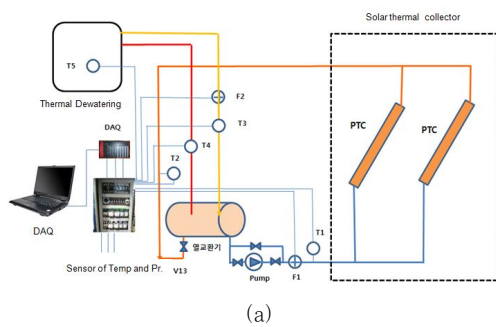 Solar thermal collector
T5
Thermal Dewatering
F2
T3
DAQ
T4
T2
PTC
PTC
DAQ
T1
열교환기
Sensor of Temp and Pr.
V13
Pump
F1
(a)